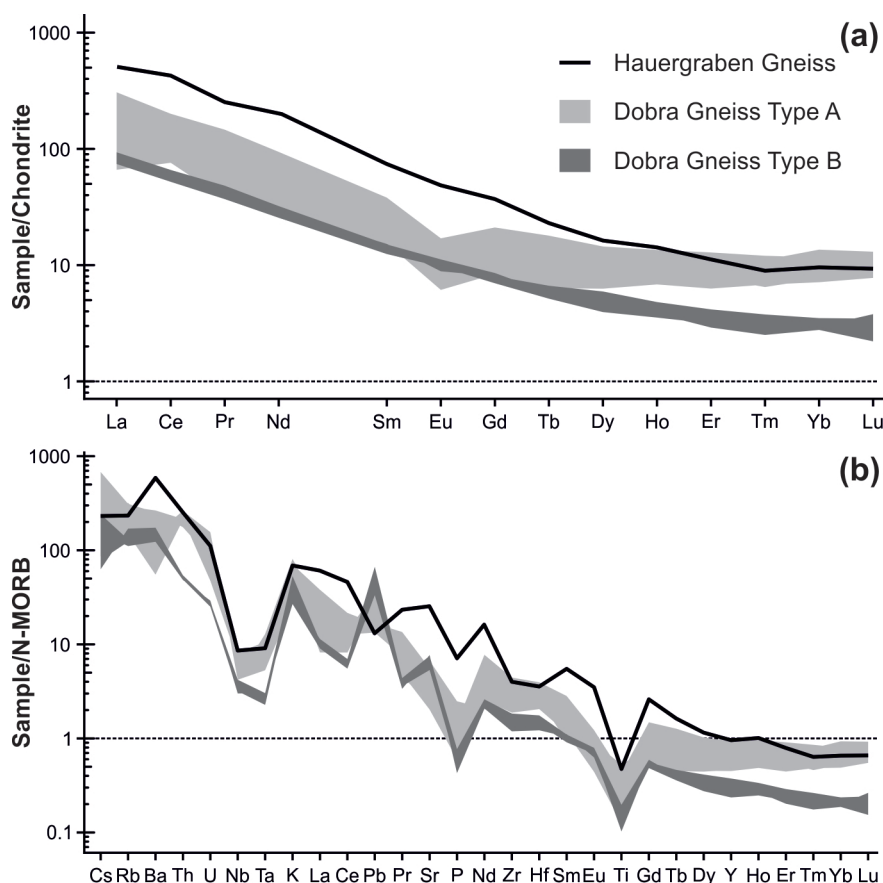 (a)
1000
100
10
1
Sample/Chondrite
Hauergraben Gneiss
Dobra Gneiss Type A
Dobra Gneiss Type B
La Ce Pr Nd Sm Eu Gd Tb Dy Ho Er Tm Yb Lu
(b)
1000
100
10
1
0.1
Sample/N-MORB
Cs Rb Ba Th U Nb Ta K La Ce Pb Pr Sr P Nd Zr Hf Sm Eu Ti Gd Tb Dy Y Ho Er Tm Yb Lu